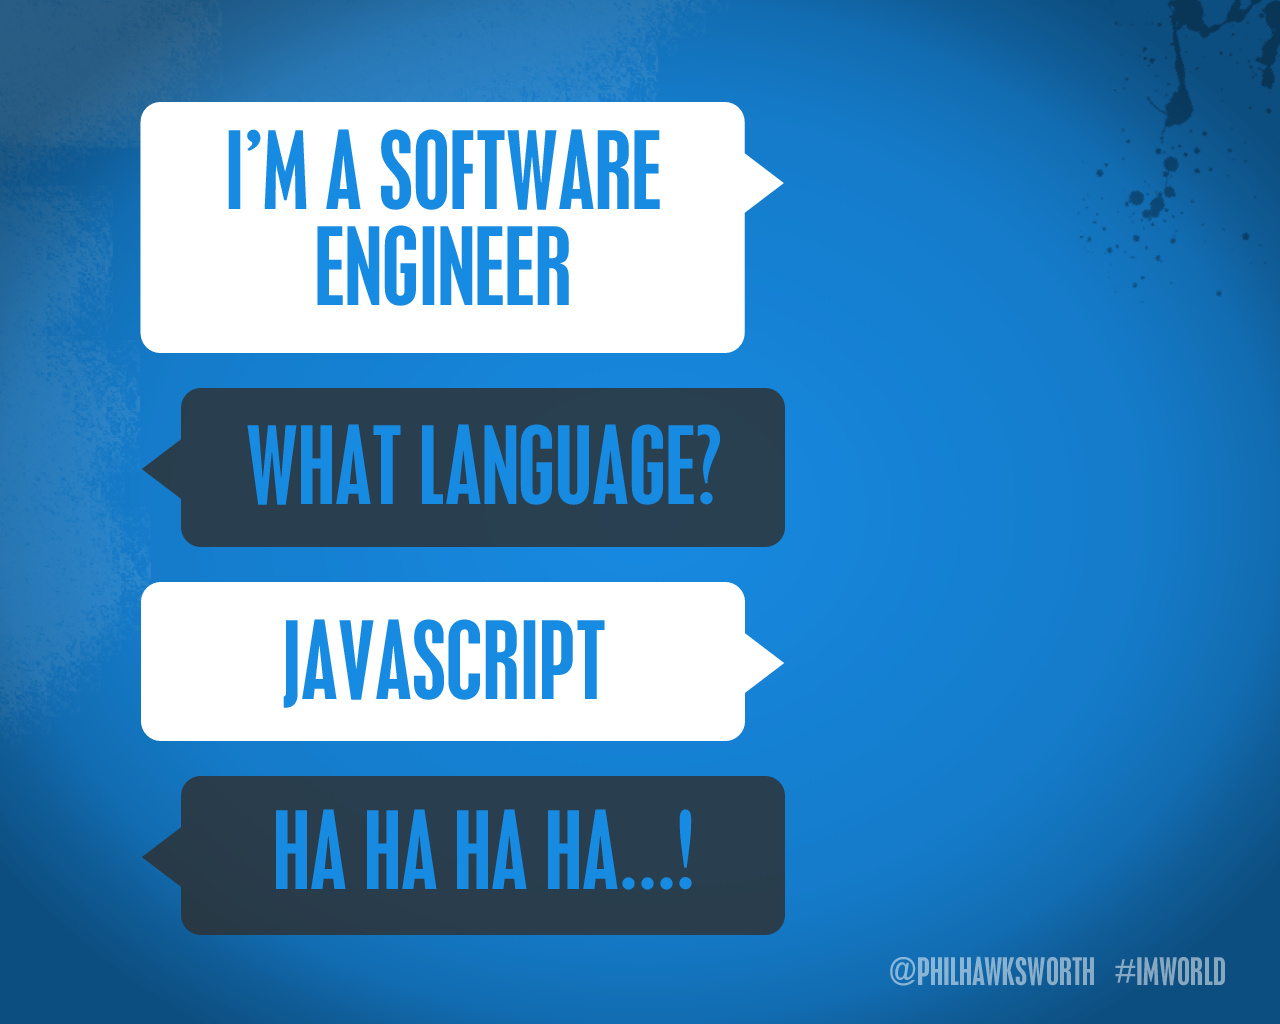 I'M A SOFTWARE
ENGINEER
WHAT LANGUAGE?
JAVASCRIPT
HA HA HA HA...!
@PHILHAWKSWORTH #IMWORLD